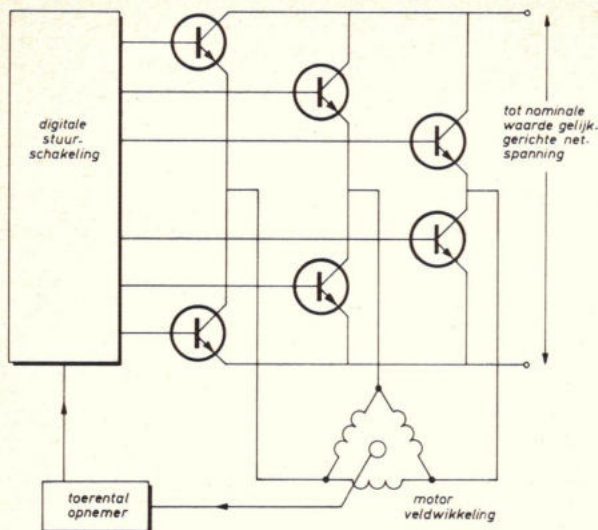 digitale
stuur-
schakeling
tot nominale
waarde gelijk-
gerichte net-
spanning
toerental
opnemer
motor
veldwikkeling